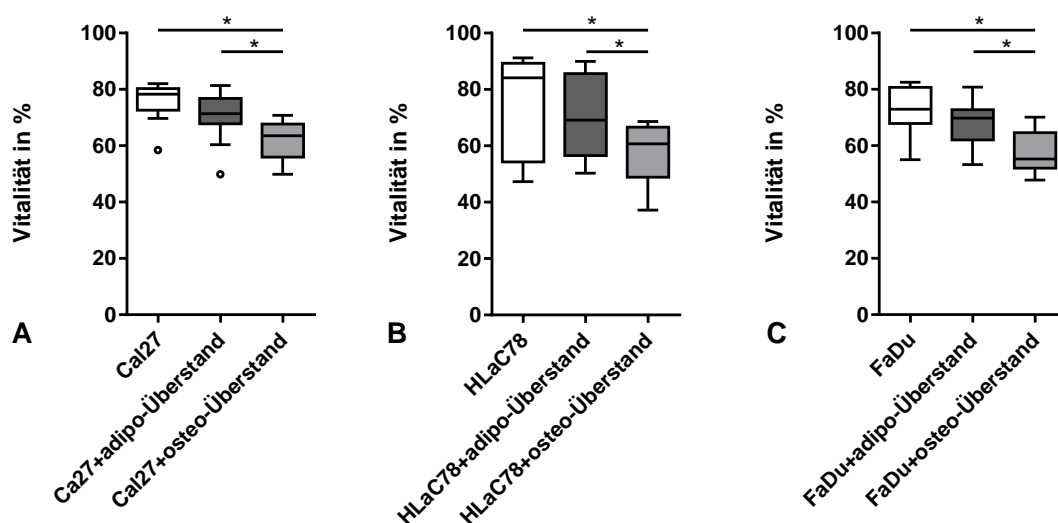 *
*
100
80
60
40
20
0
Vitalität in %
Cal27
Ca27+adipo-Überstand
Cal27+osteo-Überstand
A
*
*
100
80
60
40
20
0
Vitalität in %
HLaC78
HLaC78+adipo-Überstand
HLaC78+osteo-Überstand
B
*
*
100
80
60
40
20
0
Vitalität in %
FaDu
FaDu+adipo-Überstand
FaDu+osteo-Überstand
C